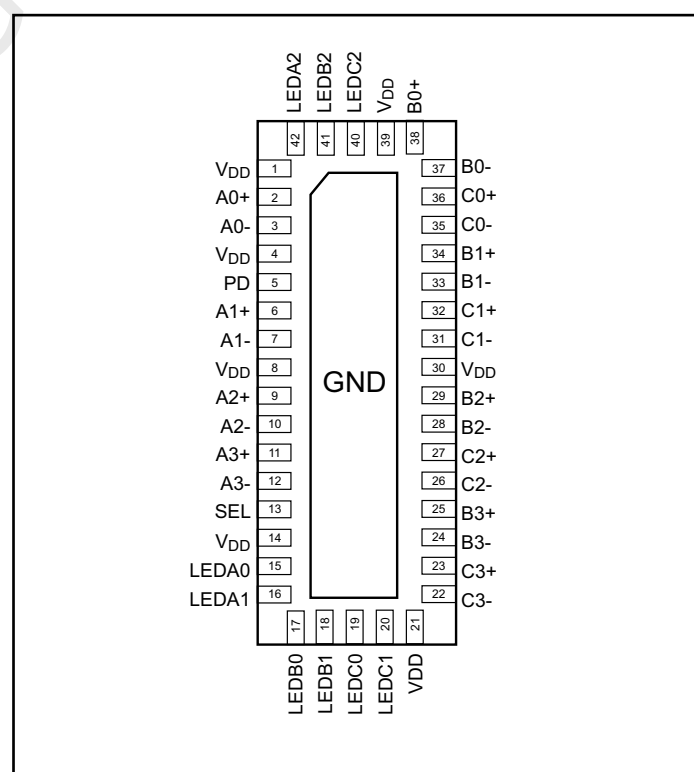 LEDA2 LEDB2 LEDC2 VDD B0+
42 41 40 39 38
VDD 1 37 B0-
A0+ 2 36 C0+
A0- 3 35 C0-
VDD 4 34 B1+
PD 5 33 B1-
A1+ 6 32 C1+
A1- 7 31 C1-
VDD 8 30 VDD
GND
A2+ 9 29 B2+
A2- 10 28 B2-
A3+ 11 27 C2+
A3- 12 26 C2-
SEL 13 25 B3+
VDD 14 24 B3-
LEDA0 15 23 C3+
LEDA1 16 22 C3-
17 18 19 20 21
LEDB0 LEDB1 LEDC0 LEDC1 VDD